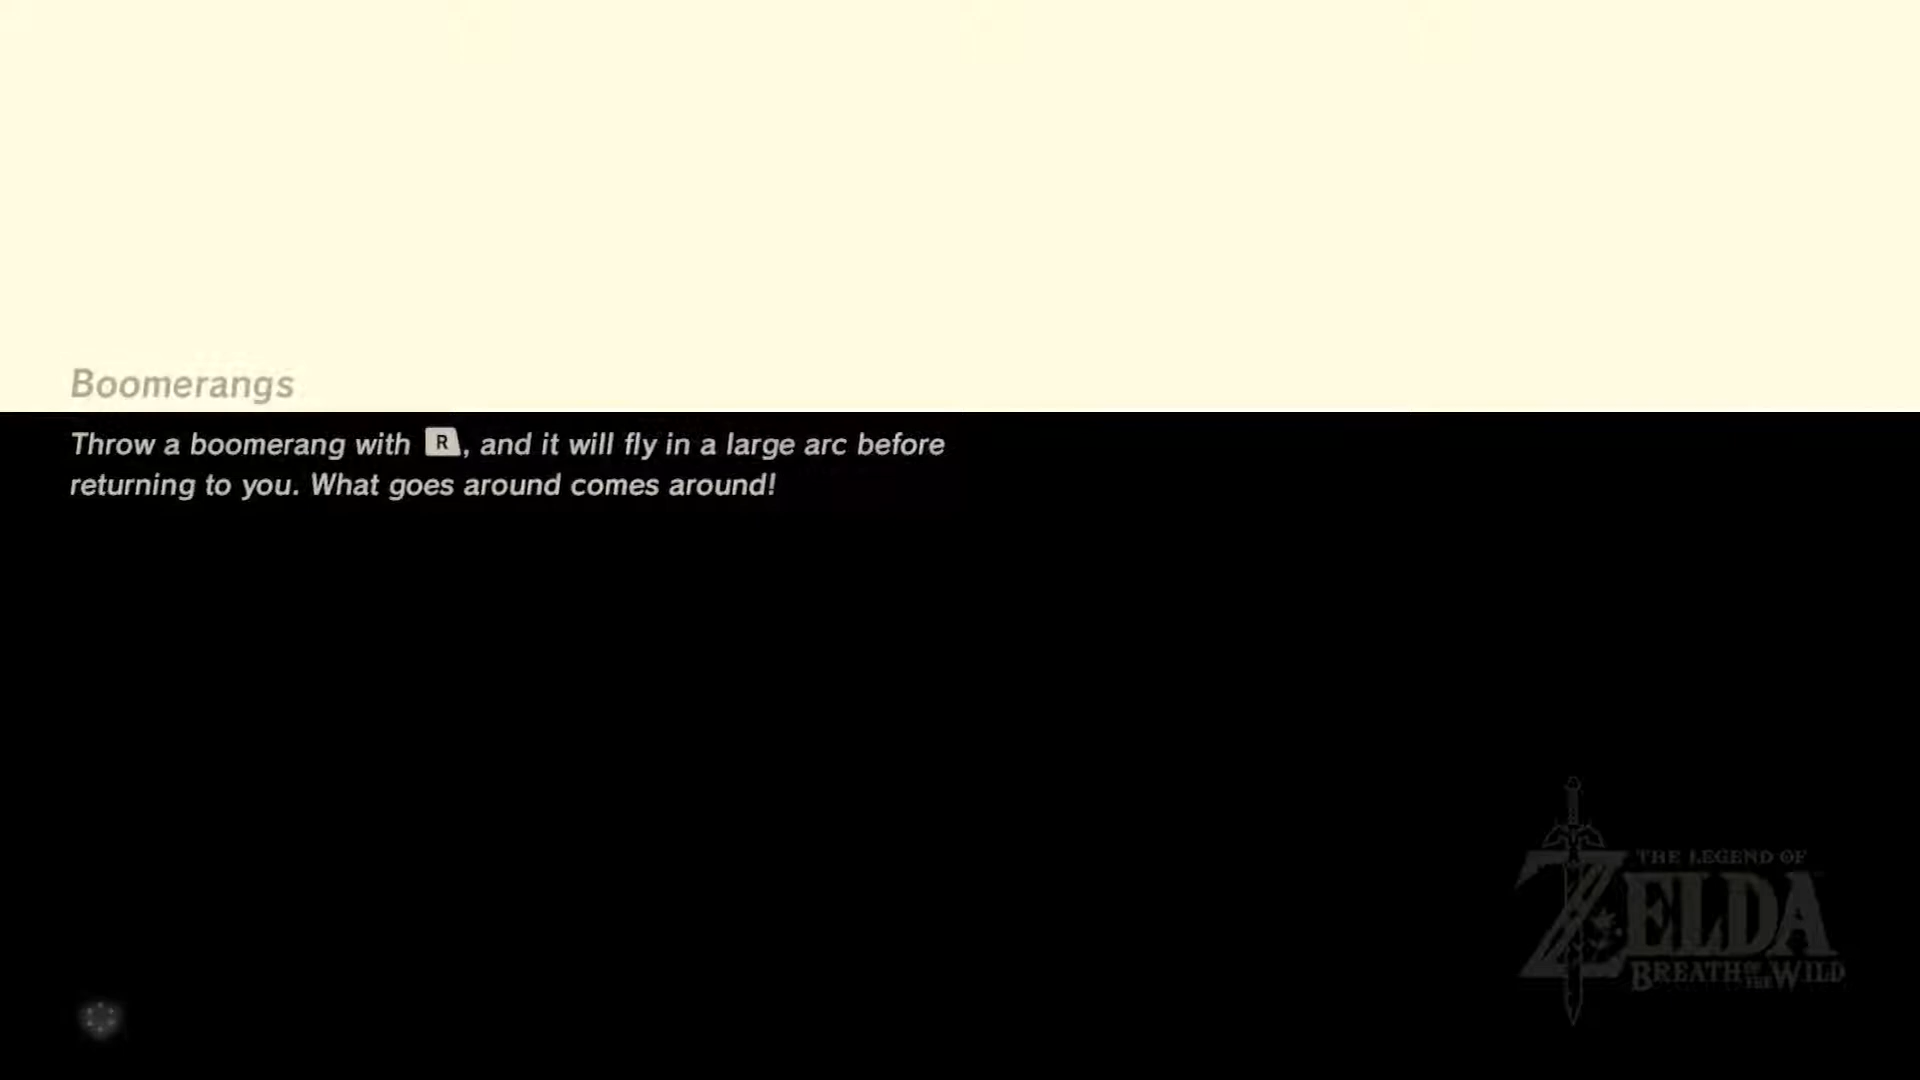 Boomerangs
Throw a boomerang with R, and it will fly in a large arc before
returning to you. What goes around comes around!
THE LEGEND OF
ZELDA
BREATH OF THE WILD